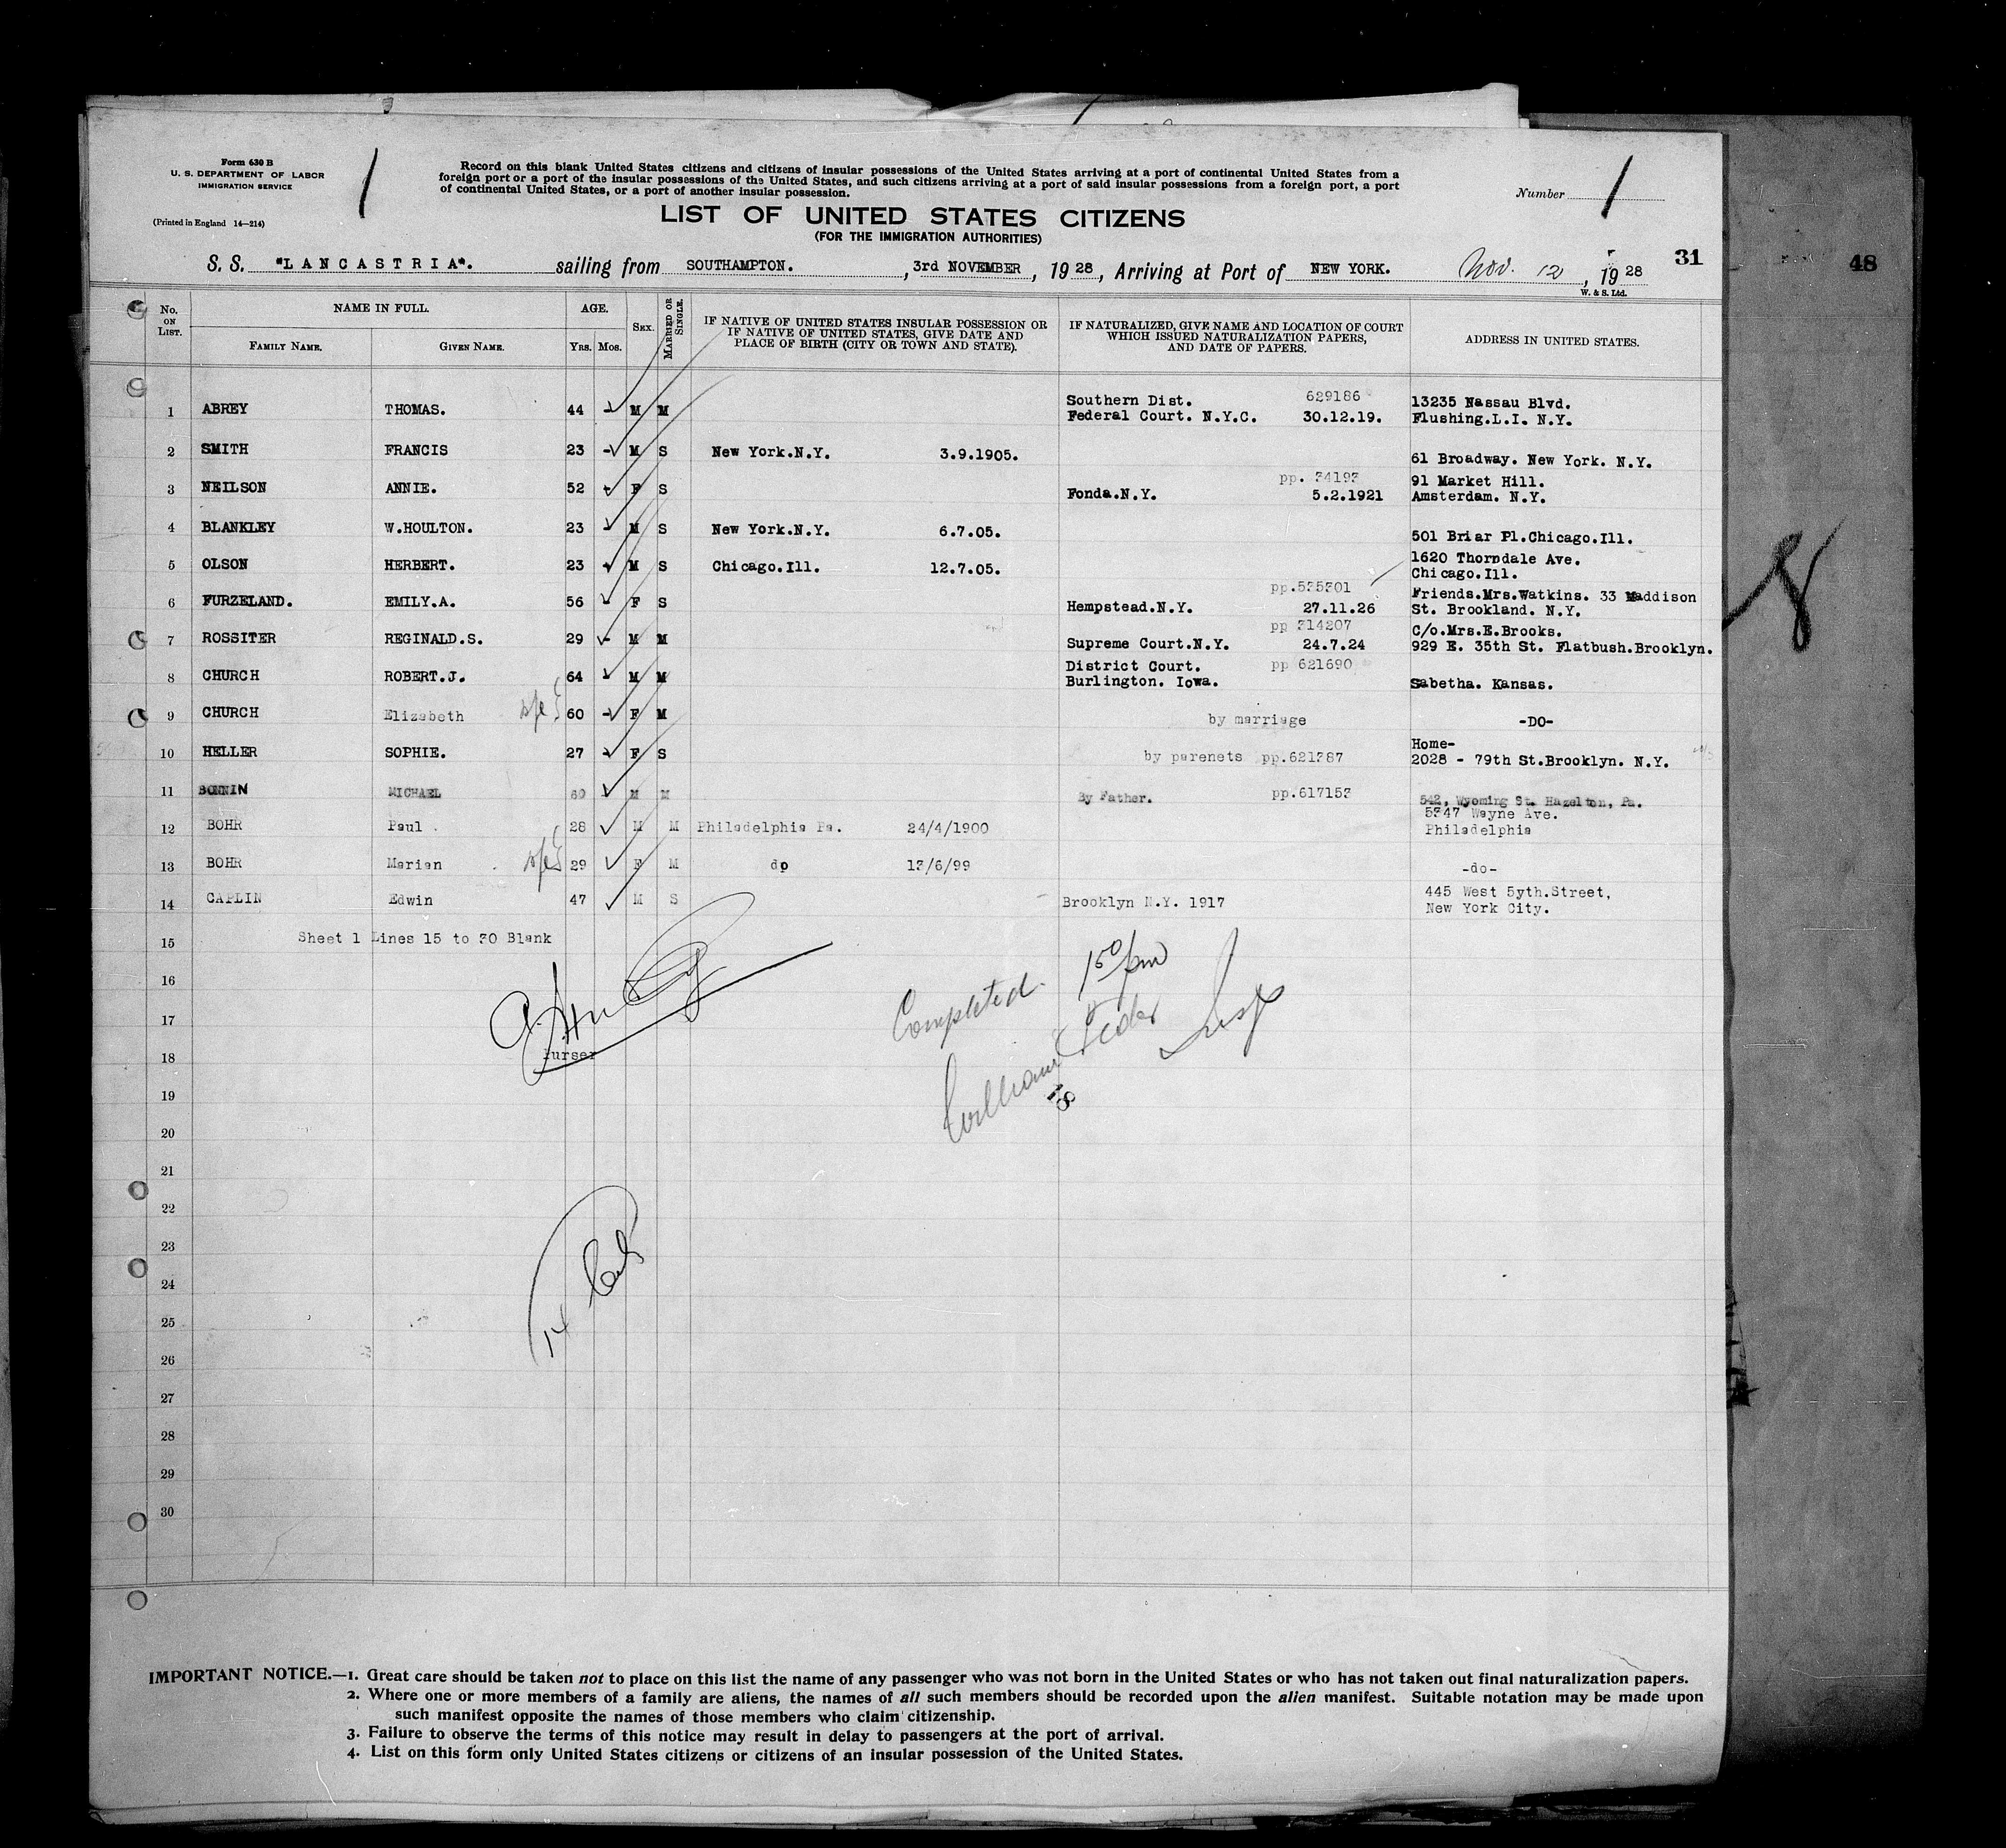 Form 630 B
U. S. DEPARTMENT OF LABOR
IMMIGRATION SERVICE
(Printed in England 14—214)
1
Record on this blank United States citizens and citizens of insular possessions of the United States arriving at a port of continental United States from a
foreign port or a port of the insular possessions of the United States, and such citizens arriving at a port of said insular possessions from a foreign port, a port
of continental United States, or a port of another insular possession.
Number 1
LIST OF UNITED STATES CITIZENS
(FOR THE IMMIGRATION AUTHORITIES)
S. S. "LANCASTRIA". sailing from SOUTHAMPTON. , 3rd NOVEMBER , 19 28 , Arriving at Port of NEW YORK. Nov. 12 , 19 28
31
48
W. & S. Ltd.
No. ON LIST. NAME IN FULL. AGE. SEX. MARRIED OR SINGLE. IF NATIVE OF UNITED STATES INSULAR POSSESSION OR IF NATIVE OF UNITED STATES, GIVE DATE AND PLACE OF BIRTH (CITY OR TOWN AND STATE). IF NATURALIZED, GIVE NAME AND LOCATION OF COURT WHICH ISSUED NATURALIZATION PAPERS, AND DATE OF PAPERS. ADDRESS IN UNITED STATES.
FAMILY NAME. GIVEN NAME. Yrs. Mos.
1 ABREY THOMAS. 44 - M M Southern Dist. 629186 13235 Nassau Blvd.
Federal Court. N.Y.C. 30.12.19. Flushing.L.I. N.Y.
2 SMITH FRANCIS 23 - M S New York.N.Y. 3.9.1905. 61 Broadway. New York. N.Y.
3 NEILSON ANNIE. 52 - F S pp. 34193 91 Market Hill.
Fonda.N.Y. 5.2.1921 Amsterdam. N.Y.
4 BLANKLEY W.HOULTON. 23 - M S New York.N.Y. 6.7.05. 501 Briar Pl.Chicago.Ill.
5 OLSON HERBERT. 23 - M S Chicago.Ill. 12.7.05. 1620 Thorndale Ave.
Chicago.Ill.
6 FURZELAND. EMILY.A. 56 - F S pp.535301 Friends.Mrs.Watkins. 33 Maddison
Hempstead.N.Y. 27.11.26 St. Brookland. N.Y.
7 ROSSITER REGINALD.S. 29 - M M pp 314207 C/o.Mrs.E.Brooks.
Supreme Court.N.Y. 24.7.24 929 E. 35th St. Flatbush.Brooklyn.
8 CHURCH ROBERT.J. 64 - M M District Court. pp 621690
Burlington. Iowa. Sabetha. Kansas.
9 CHURCH Elizabeth 60 - F M by marriage -DO-
10 HELLER SOPHIE. 27 - F S by parenets pp.621387 Home-
2028 - 79th St.Brooklyn. N.Y.
11 BONNIN MICHAEL 60 M M By Father. pp.617153 542, Wyoming St. Hazelton, Pa.
12 BOHR Paul . 28 M M Philadelphia Pa. 24/4/1900 5347 Wayne Ave.
Philadelphia
13 BOHR Marian . 29 F M do 13/6/99 -do-
14 CAPLIN Edwin 47 M S Brooklyn N.Y. 1917 445 West 5yth.Street,
New York City.
15 Sheet 1 Lines 15 to 30 Blank
16
17
18 Purser
Completed. 150 pm
William
Insp
18
19
20
21
22
23
24
25
26
27
28
29
30
14
8
IMPORTANT NOTICE.—1. Great care should be taken not to place on this list the name of any passenger who was not born in the United States or who has not taken out final naturalization papers.
2. Where one or more members of a family are aliens, the names of all such members should be recorded upon the alien manifest. Suitable notation may be made upon
such manifest opposite the names of those members who claim citizenship.
3. Failure to observe the terms of this notice may result in delay to passengers at the port of arrival.
4. List on this form only United States citizens or citizens of an insular possession of the United States.